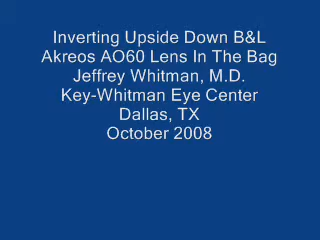 Inverting Upside Down B&L
Akreos AO60 Lens In The Bag
Jeffrey Whitman, M.D.
Key-Whitman Eye Center
Dallas, TX
October 2008